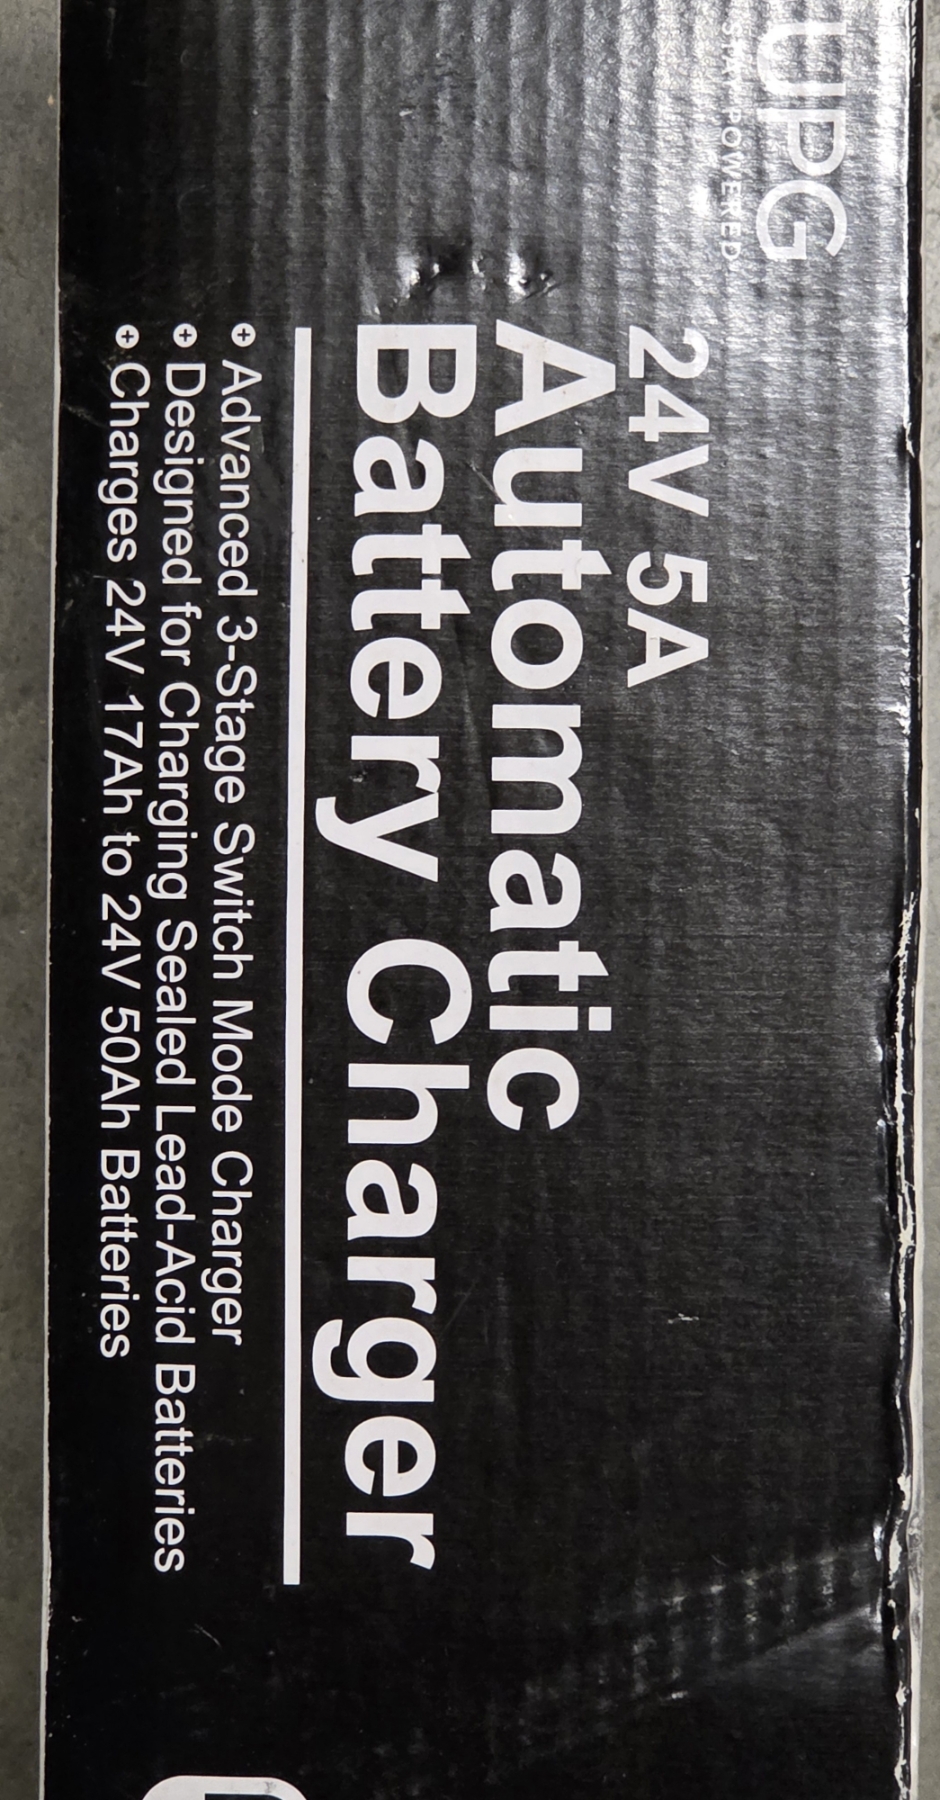 UPG
POWERED
24V 5A
Automatic
Battery Charger
Advanced 3-Stage Switch Mode Charger
Designed for Charging Sealed Lead-Acid Batteries
Charges 24V 17Ah to 24V 50Ah Batteries